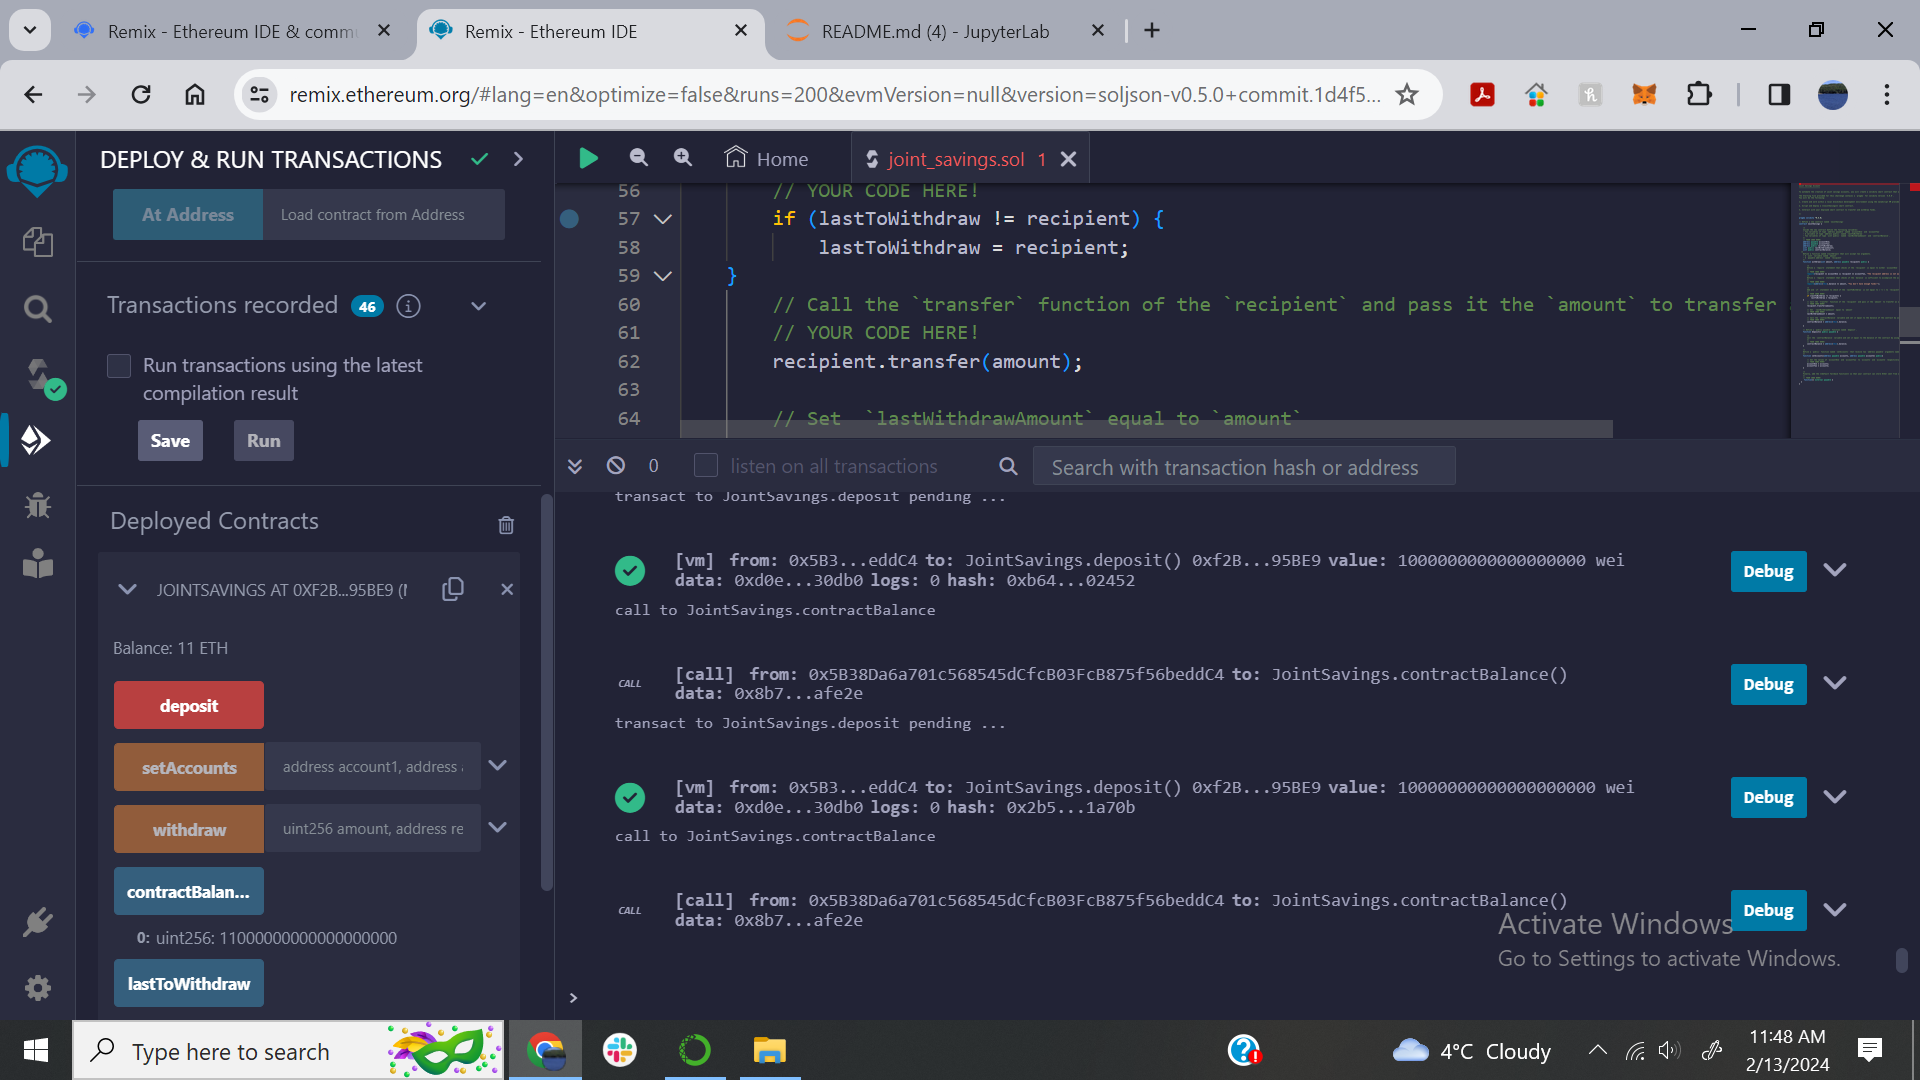 Remix - Ethereum IDE & comm
Remix - Ethereum IDE
README.md (4) - JupyterLab
remix.ethereum.org/#lang=en&optimize=false&runs=200&evmVersion=null&version=soljson-v0.5.0+commit.1d4f5...
DEPLOY & RUN TRANSACTIONS
At Address
Load contract from Address
Transactions recorded 46
Run transactions using the latest
compilation result
Save
Run
Deployed Contracts
JOINTSAVINGS AT 0XF2B...95BE9 (
Balance: 11 ETH
deposit
setAccounts
address account1, address
withdraw
uint256 amount, address re
contractBalan...
0: uint256: 11000000000000000000
lastToWithdraw
Home
joint_savings.sol 1
56 // YOUR CODE HERE!
57 if (lastToWithdraw != recipient) {
58 lastToWithdraw = recipient;
59 }
60 // Call the `transfer` function of the `recipient` and pass it the `amount` to transfer
61 // YOUR CODE HERE!
62 recipient.transfer(amount);
63
64 // Set `lastWithdrawAmount` equal to `amount`
0
listen on all transactions
Search with transaction hash or address
transact to JointSavings.deposit pending ...
[vm] from: 0x5B3...eddC4 to: JointSavings.deposit() 0xf2B...95BE9 value: 1000000000000000000 wei
data: 0xd0e...30db0 logs: 0 hash: 0xb64...02452
Debug
call to JointSavings.contractBalance
CALL
[call] from: 0x5B38Da6a701c568545dCfcB03FcB875f56beddC4 to: JointSavings.contractBalance()
data: 0x8b7...afe2e
Debug
transact to JointSavings.deposit pending ...
[vm] from: 0x5B3...eddC4 to: JointSavings.deposit() 0xf2B...95BE9 value: 10000000000000000000 wei
data: 0xd0e...30db0 logs: 0 hash: 0x2b5...1a70b
Debug
call to JointSavings.contractBalance
CALL
[call] from: 0x5B38Da6a701c568545dCfcB03FcB875f56beddC4 to: JointSavings.contractBalance()
data: 0x8b7...afe2e
Debug
>
Activate Windows
Go to Settings to activate Windows.
Type here to search
4°C Cloudy
11:48 AM
2/13/2024